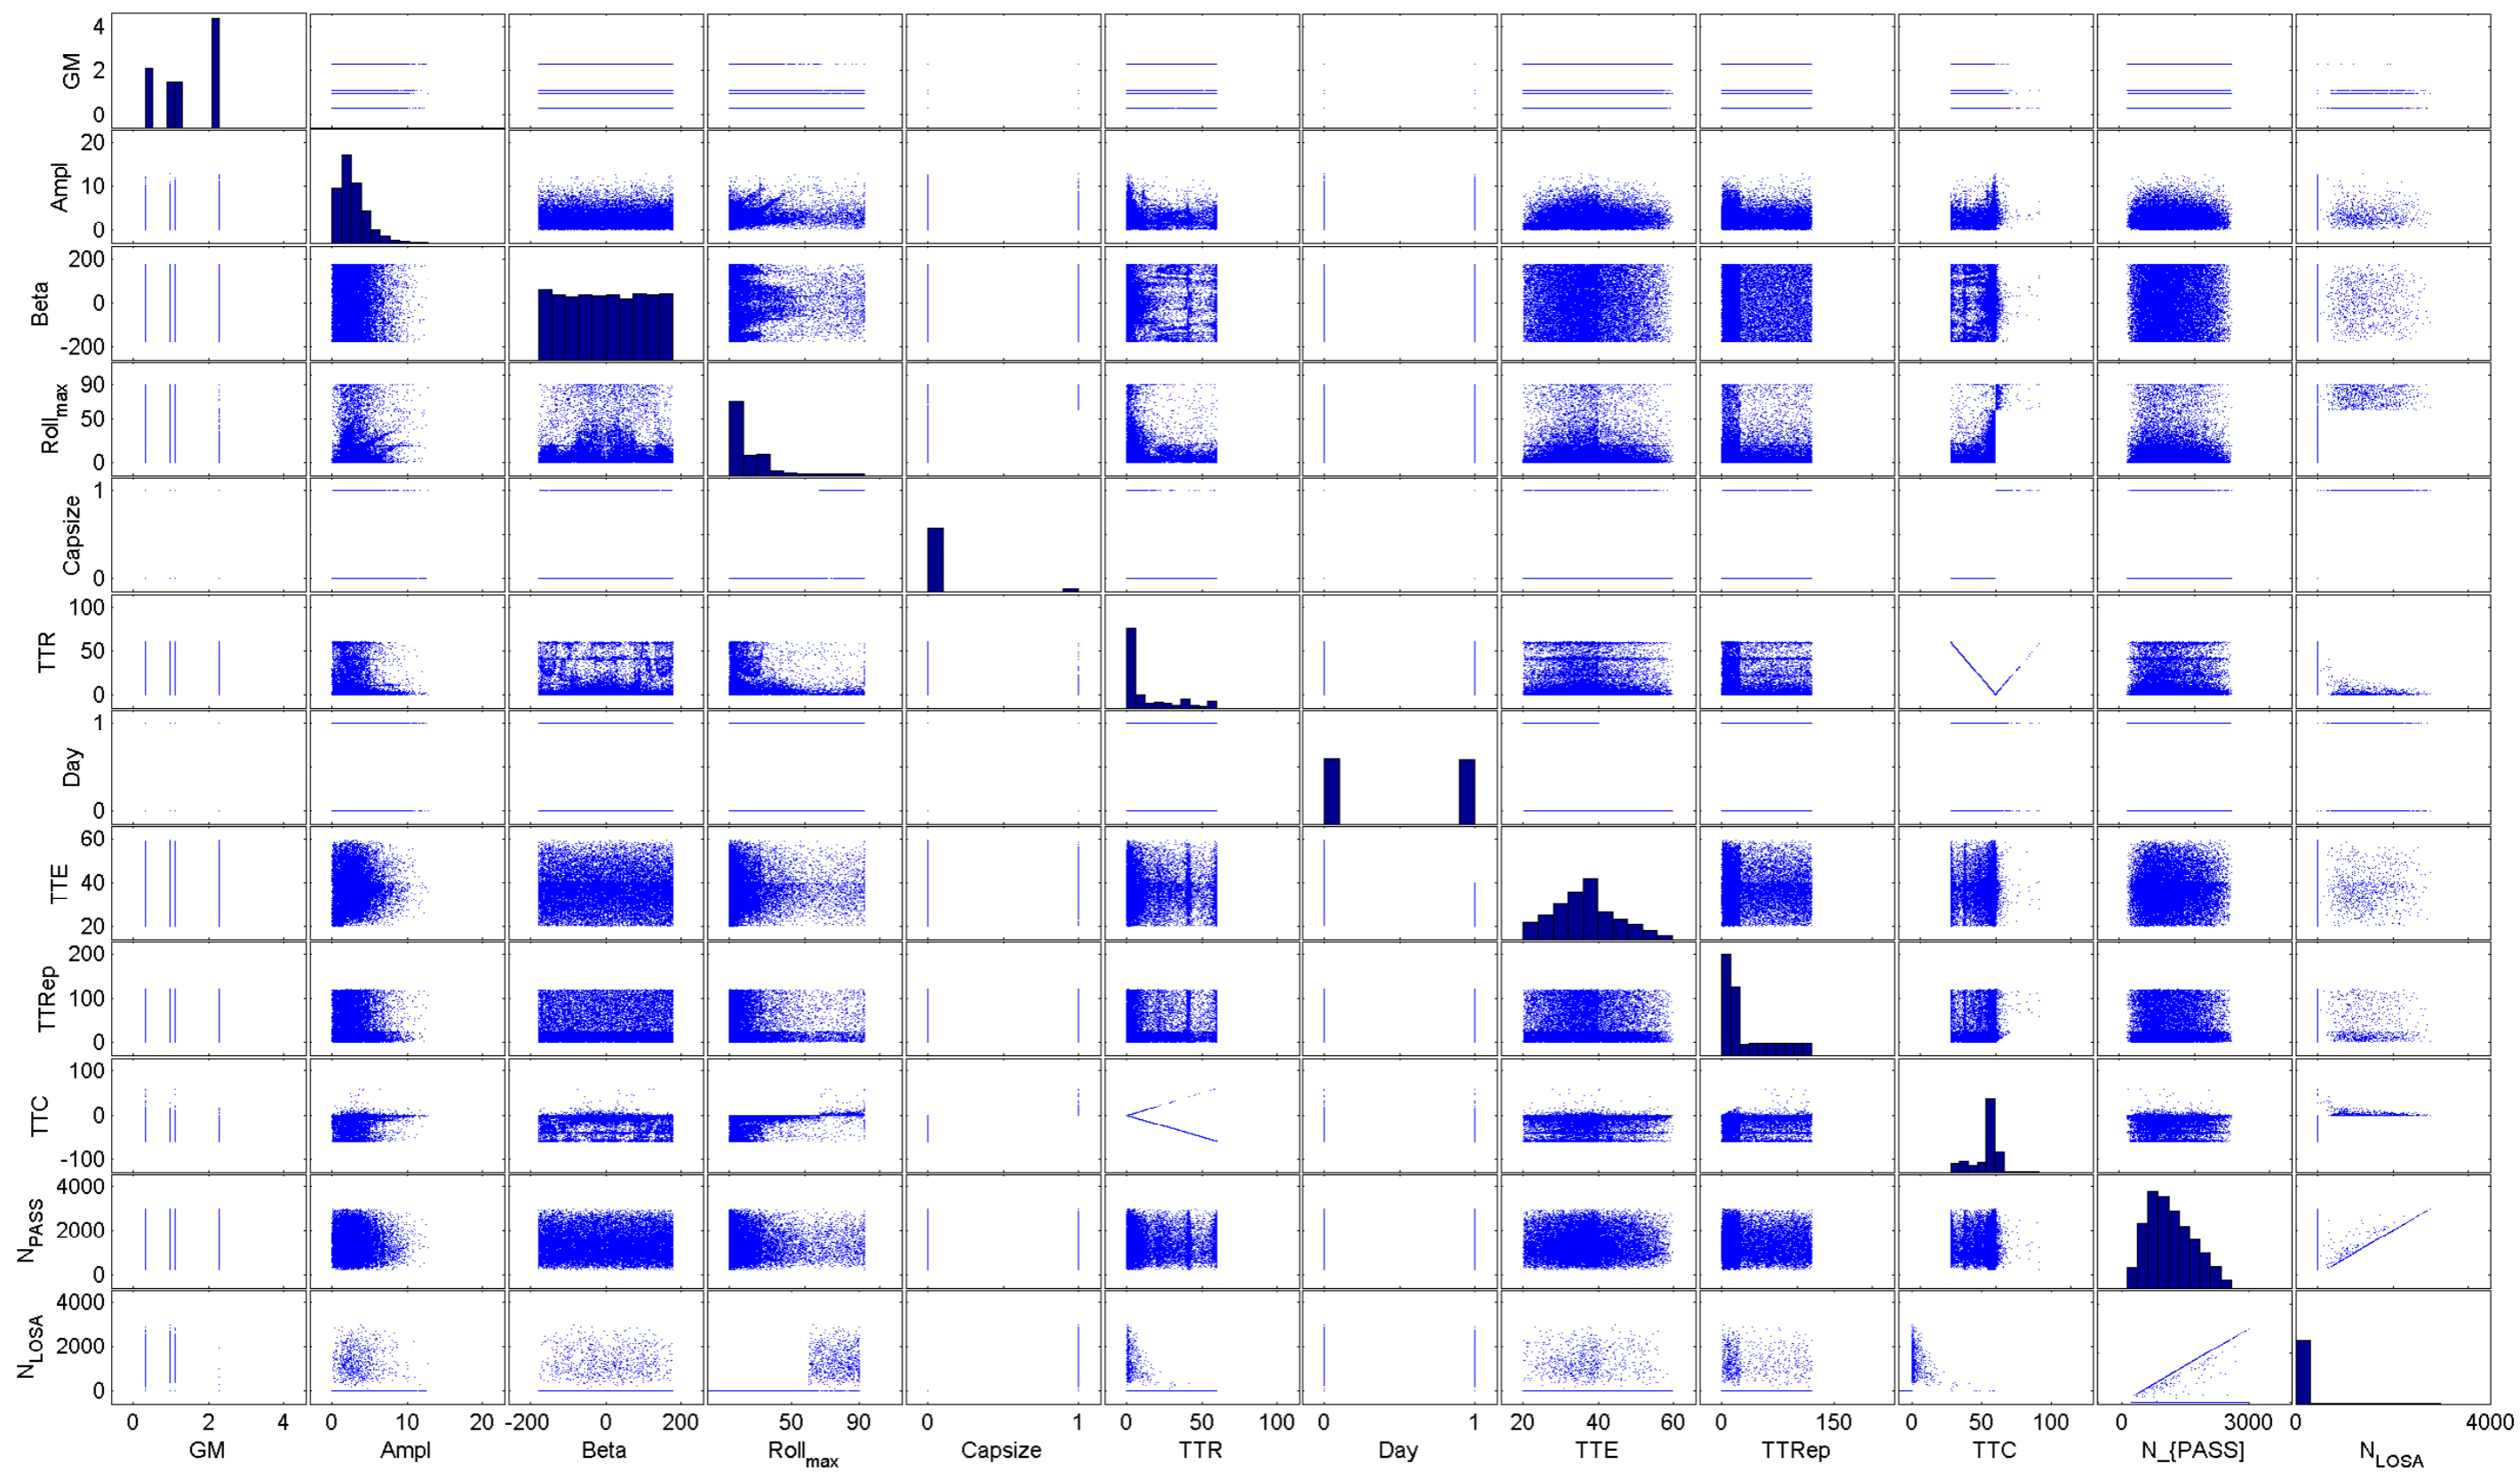 GM
4
2
0
Ampl
20
10
0
Beta
200
0
-200
Roll_max
90
50
0
Capsize
1
0
TTR
100
50
0
Day
1
0
TTE
60
40
20
TTRep
200
100
0
TTC
100
0
-100
N_PASS
4000
2000
0
N_LOSA
4000
2000
0
0 2 4 0 10 20 -200 0 200 50 90 0 1 0 50 100 0 1 20 40 60 0 150 0 50 100 0 3000 0 4000
GM Ampl Beta Roll_max Capsize TTR Day TTE TTRep TTC N_{PASS] N_LOSA